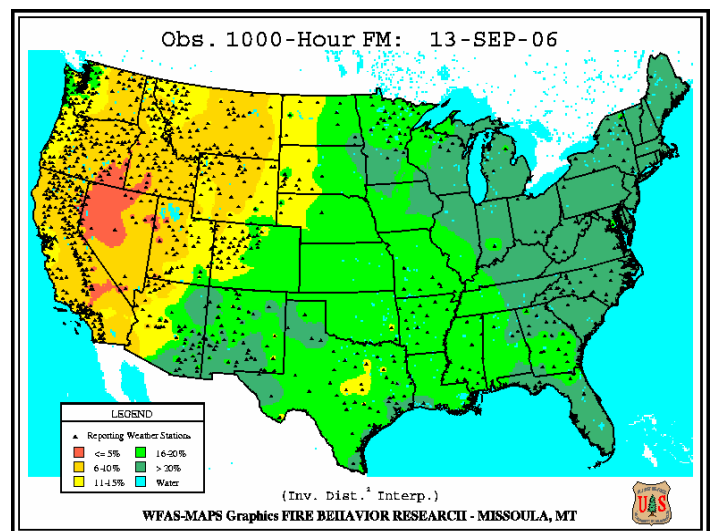 Obs. 1000-Hour FM: 13-SEP-06
LEGEND
Reporting Weather Stations
<= 5% 16-20%
6-10% > 20%
11-15% Water
(Inv. Dist.² Interp.)
WFAS-MAPS Graphics FIRE BEHAVIOR RESEARCH - MISSOULA, MT
U S